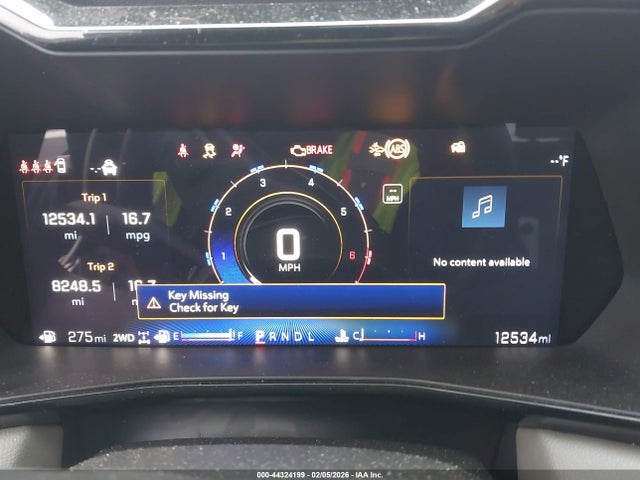 BRAKE
ABS
--°F
Trip 1
12534.1 16.7
mi mpg
Trip 2
8248.5
mi
1 2 3 4 5 6
0
MPH
--
MPH
No content available
Key Missing
Check for Key
275 mi 2WD E F P R N D L C H 12534 mi
000-44324199 - 02/05/2026 - IAA Inc.